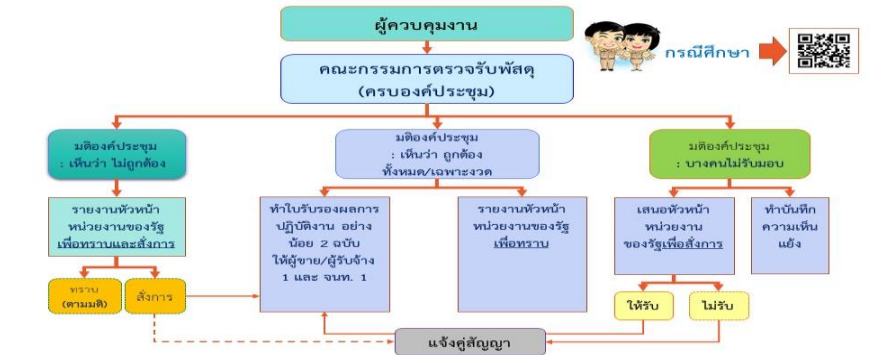 ผู้ควบคุมงาน
กรณีศึกษา
คณะกรรมการตรวจรับพัสดุ
(ครบองค์ประชุม)
มติองค์ประชุม
: เห็นว่า ไม่ถูกต้อง
มติองค์ประชุม
: เห็นว่า ถูกต้อง
ทั้งหมด/เฉพาะงวด
มติองค์ประชุม
: บางคนไม่รับมอบ
รายงานหัวหน้า
หน่วยงานของรัฐ
เพื่อทราบและสั่งการ
ทำใบรับรองผลการ
ปฏิบัติงาน อย่าง
น้อย 2 ฉบับ
ให้ผู้ขาย/ผู้รับจ้าง
1 และ จนท. 1
รายงานหัวหน้า
หน่วยงานของรัฐ
เพื่อทราบ
เสนอหัวหน้า
หน่วยงาน
ของรัฐเพื่อสั่งการ
ทำบันทึก
ความเห็น
แย้ง
ทราบ
(ตามมติ)
สั่งการ
ให้รับ
ไม่รับ
แจ้งคู่สัญญา